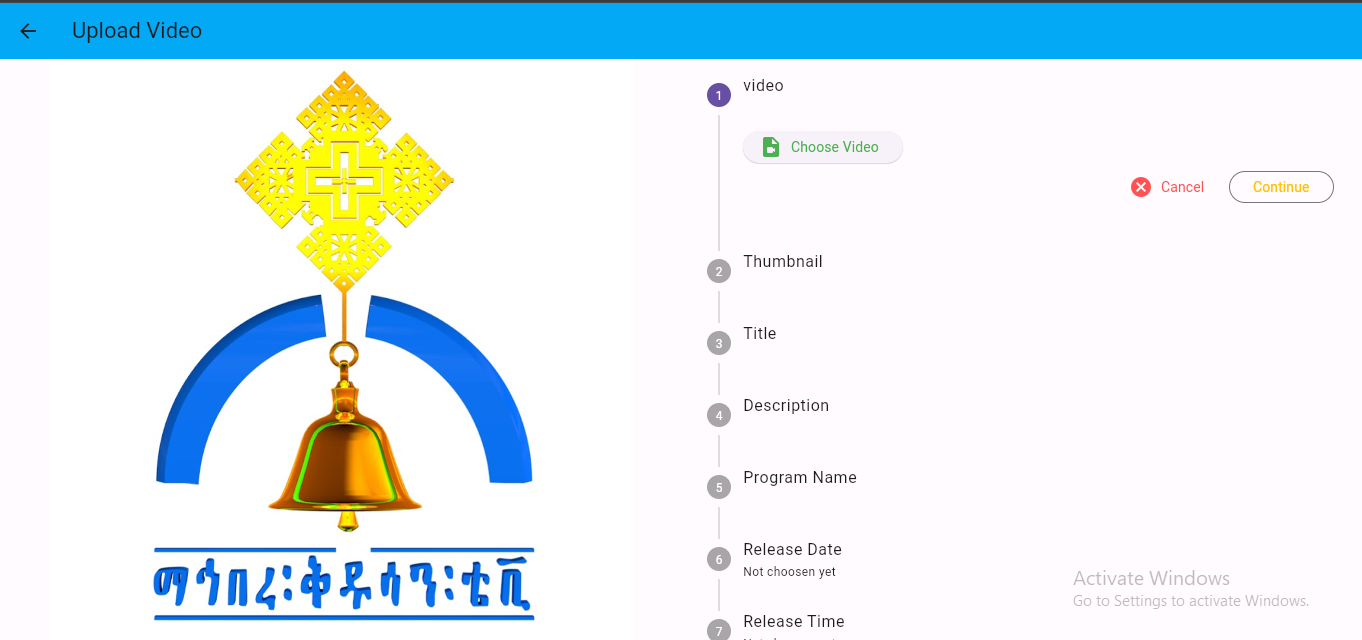 Upload Video
ማኅበረ፡ቅዱሳን፡ቴቪ
1
video
Choose Video
Cancel
Continue
2
Thumbnail
3
Title
4
Description
5
Program Name
6
Release Date
Not choosen yet
7
Release Time
Activate Windows
Go to Settings to activate Windows.